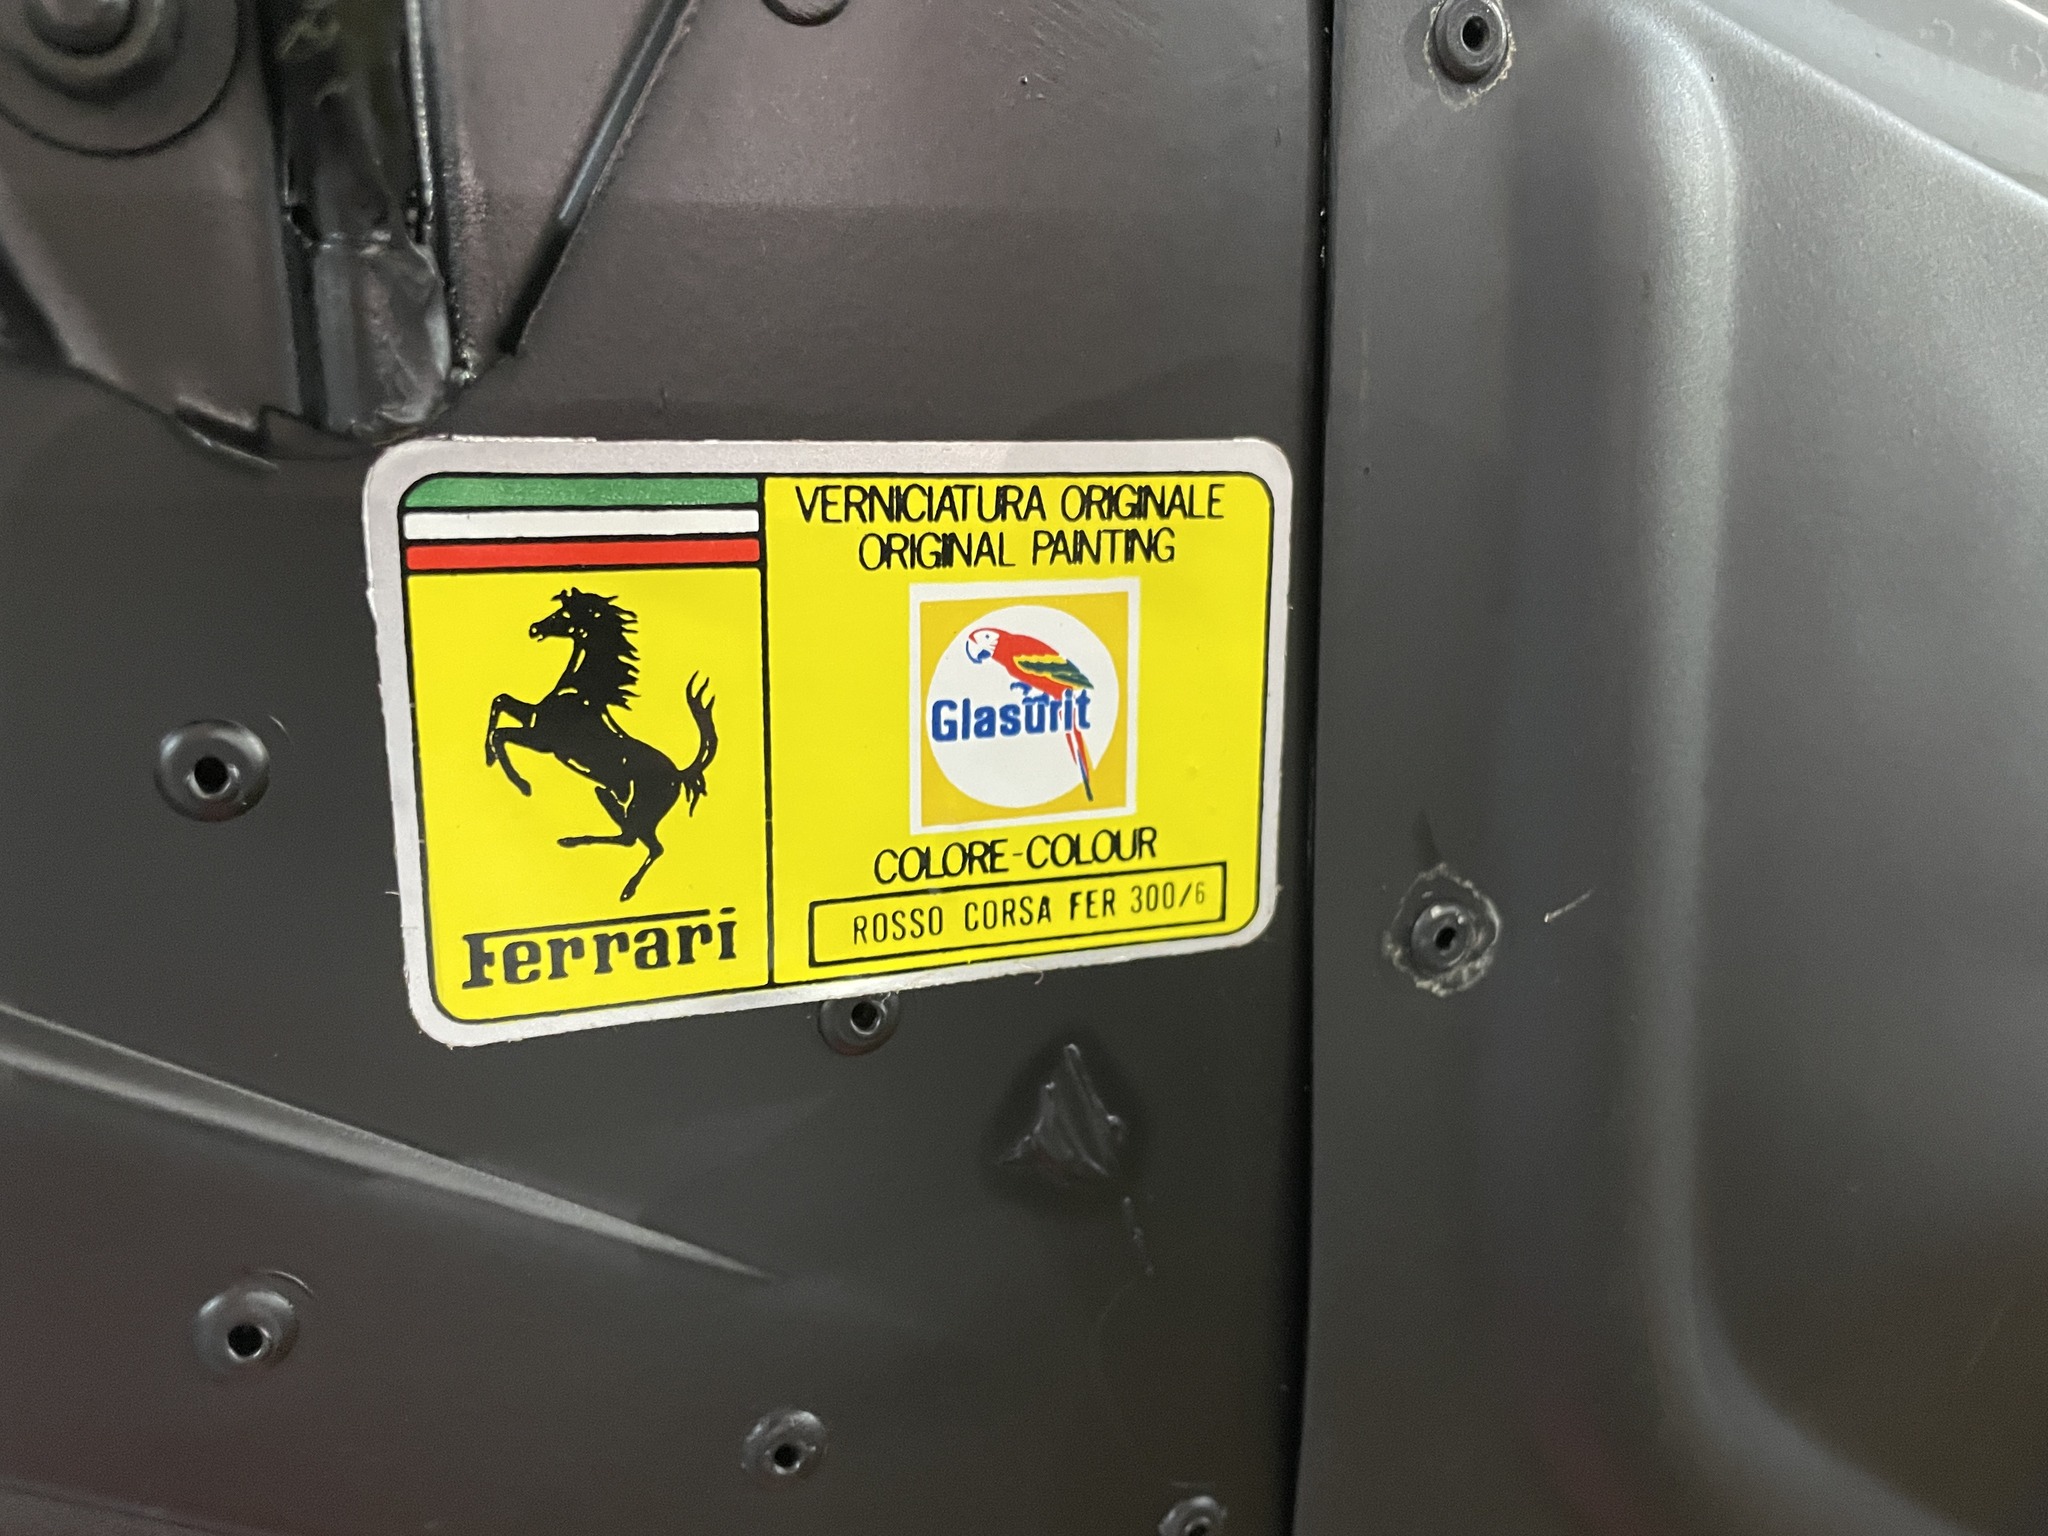 VERNICIATURA ORIGINALE
ORIGINAL PAINTING
Glasurit
COLORE-COLOUR
ROSSO CORSA FER 300/6
Ferrari